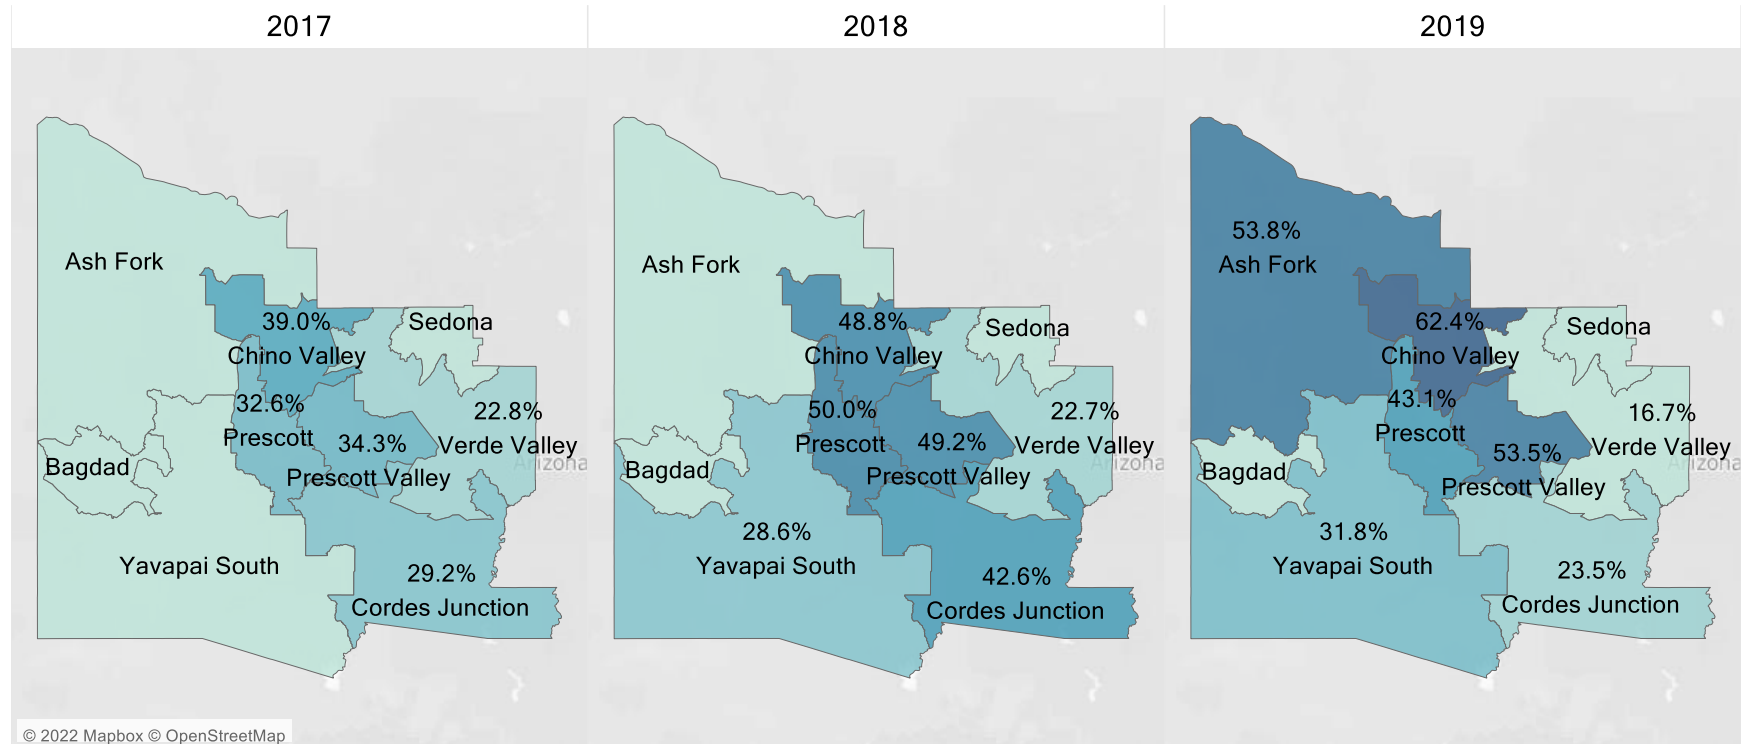 2017
2018
2019
Ash Fork
39.0%
Chino Valley
Sedona
32.6%
Prescott
34.3%
Prescott Valley
22.8%
Verde Valley
Bagdad
Arizona
Yavapai South
29.2%
Cordes Junction
Ash Fork
48.8%
Chino Valley
Sedona
50.0%
Prescott
49.2%
Prescott Valley
22.7%
Verde Valley
Bagdad
Arizona
28.6%
Yavapai South
42.6%
Cordes Junction
53.8%
Ash Fork
62.4%
Chino Valley
Sedona
43.1%
Prescott
53.5%
Prescott Valley
16.7%
Verde Valley
Bagdad
Arizona
31.8%
Yavapai South
23.5%
Cordes Junction
© 2022 Mapbox © OpenStreetMap